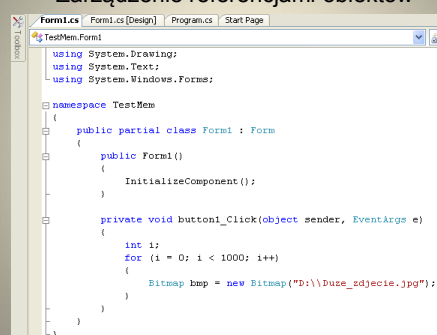 Zarządzenie referencjami obiektów
Form1.cs Form1.cs [Design] Program.cs Start Page
Toolbox
TestMem.Form1
using System.Drawing;
using System.Text;
using System.Windows.Forms;
namespace TestMem
{
public partial class Form1 : Form
{
public Form1()
{
InitializeComponent();
}
private void button1_Click(object sender, EventArgs e)
{
int i;
for (i = 0; i < 1000; i++)
{
Bitmap bmp = new Bitmap("D:\\Duze_zdjecie.jpg");
}
}
}
}